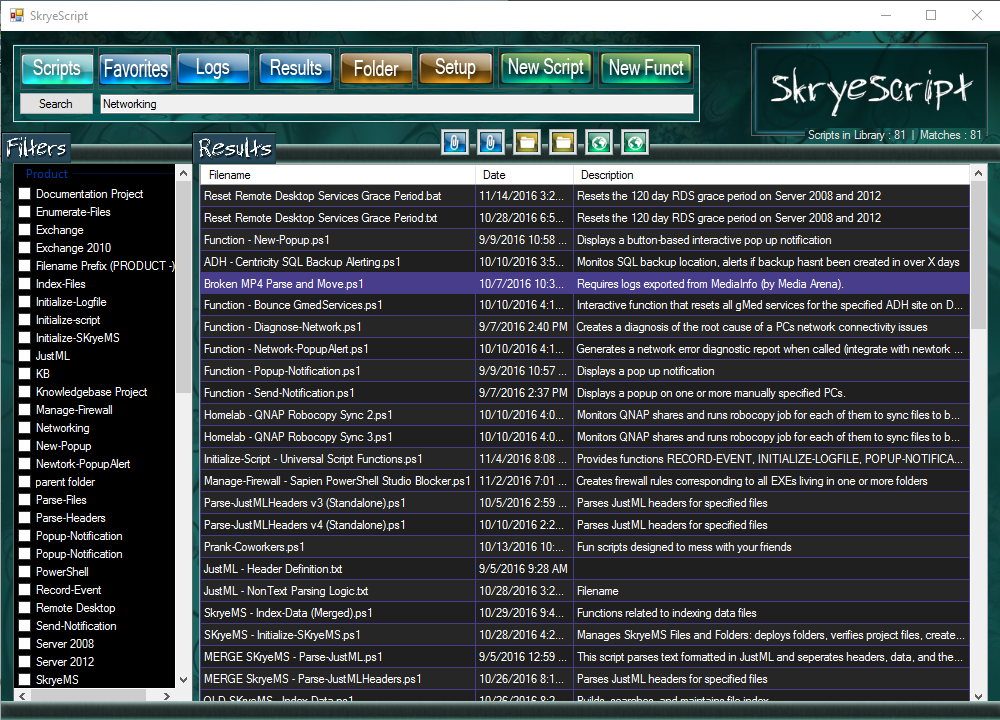 SkryeScript
Scripts Favorites Logs Results Folder Setup New Script New Funct
Search Networking
SkryeScript
Scripts in Library : 81 | Matches : 81
Filters
Results
Product
Documentation Project
Enumerate-Files
Exchange
Exchange 2010
Filename Prefix (PRODUCT -)
Index-Files
Initialize-Logfile
Initialize-script
Initialize-SKryeMS
JustML
KB
Knowledgebase Project
Manage-Firewall
Networking
New-Popup
Newtork-PopupAlert
parent folder
Parse-Files
Parse-Headers
Popup-Notification
Popup-Notification
PowerShell
Record-Event
Remote Desktop
Send-Notification
Server 2008
Server 2012
SkryeMS
Filename Date Description
Reset Remote Desktop Services Grace Period.bat 11/14/2016 3:2... Resets the 120 day RDS grace period on Server 2008 and 2012
Reset Remote Desktop Services Grace Period.txt 10/28/2016 6:5... Resets the 120 day RDS grace period on Server 2008 and 2012
Function - New-Popup.ps1 9/9/2016 10:58 ... Displays a button-based interactive pop up notification
ADH - Centricity SQL Backup Alerting.ps1 10/10/2016 3:5... Monitos SQL backup location, alerts if backup hasnt been created in over X days
Broken MP4 Parse and Move.ps1 10/7/2016 10:3... Requires logs exported from MediaInfo (by Media Arena).
Function - Bounce GmedServices.ps1 10/10/2016 4:1... Interactive function that resets all gMed services for the specified ADH site on D...
Function - Diagnose-Network.ps1 9/7/2016 2:40 PM Creates a diagnosis of the root cause of a PCs network connectivity issues
Function - Network-PopupAlert.ps1 10/10/2016 4:1... Generates a network error diagnostic report when called (integrate with newtork ...
Function - Popup-Notification.ps1 9/9/2016 10:57 ... Displays a pop up notification
Function - Send-Notification.ps1 9/7/2016 2:37 PM Displays a popup on one or more manually specified PCs.
Homelab - QNAP Robocopy Sync 2.ps1 10/10/2016 4:0... Monitors QNAP shares and runs robocopy job for each of them to sync files to b...
Homelab - QNAP Robocopy Sync 3.ps1 10/10/2016 4:0... Monitors QNAP shares and runs robocopy job for each of them to sync files to b...
Initialize-Script - Universal Script Functions.ps1 11/4/2016 8:08 ... Provides functions RECORD-EVENT, INITIALIZE-LOGFILE, POPUP-NOTIFICA...
Manage-Firewall - Sapien PowerShell Studio Blocker.ps1 11/2/2016 7:01 ... Creates firewall rules corresponding to all EXEs living in one or more folders
Parse-JustMLHeaders v3 (Standalone).ps1 10/5/2016 2:59 ... Parses JustML headers for specified files
Parse-JustMLHeaders v4 (Standalone).ps1 10/10/2016 2:2... Parses JustML headers for specified files
Prank-Coworkers.ps1 10/13/2016 10:... Fun scripts designed to mess with your friends
JustML - Header Definition.txt 9/5/2016 9:28 AM
JustML - NonText Parsing Logic.txt 10/28/2016 3:2... Filename
SkryeMS - Index-Data (Merged).ps1 10/29/2016 9:4... Functions related to indexing data files
SKryeMS - Initialize-SKryeMS.ps1 10/28/2016 4:2... Manages SkryeMS Files and Folders: deploys folders, verifies project files, create...
MERGE SKryeMS - Parse-JustML.ps1 9/5/2016 12:59 ... This script parses text formatted in JustML and seperates headers, data, and the...
MERGE SkryeMS - Parse-JustMLHeaders.ps1 10/26/2016 8:1... Parses JustML headers for specified files
OLD SKryeMS - Index-Data.ps1 10/26/2016 8:2... Builds, searches, and maintains file index